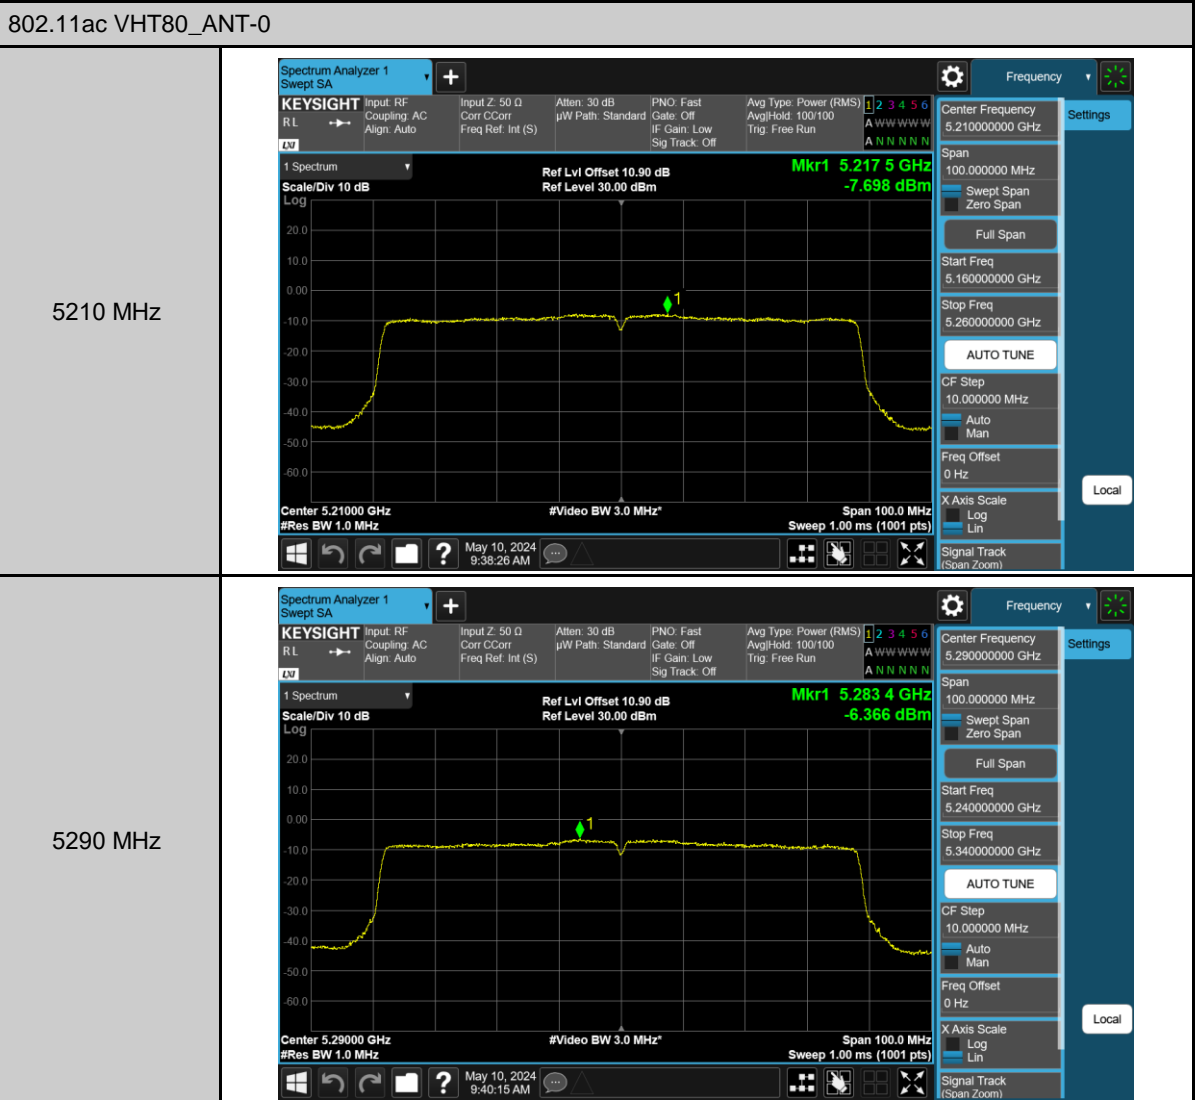 802.11ac VHT80_ANT-0
5210 MHz
Spectrum Analyzer 1
Swept SA
Frequency
KEYSIGHT
RL
LXI
Input: RF
Coupling: AC
Align: Auto
Input Z: 50 Ω
Corr CCorr
Freq Ref: Int (S)
Atten: 30 dB
µW Path: Standard
PNO: Fast
Gate: Off
IF Gain: Low
Sig Track: Off
Avg Type: Power (RMS)
Avg|Hold: 100/100
Trig: Free Run
1 2 3 4 5 6
A W W W W W
A N N N N N
1 Spectrum
Scale/Div 10 dB
Log
Ref Lvl Offset 10.90 dB
Ref Level 30.00 dBm
Mkr1 5.217 5 GHz
-7.698 dBm
20.0
10.0
0.00
-10.0
-20.0
-30.0
-40.0
-50.0
-60.0
1
Center 5.21000 GHz
#Res BW 1.0 MHz
#Video BW 3.0 MHz*
Span 100.0 MHz
Sweep 1.00 ms (1001 pts)
May 10, 2024
9:38:26 AM
Center Frequency
5.210000000 GHz
Settings
Span
100.000000 MHz
Swept Span
Zero Span
Full Span
Start Freq
5.160000000 GHz
Stop Freq
5.260000000 GHz
AUTO TUNE
CF Step
10.000000 MHz
Auto
Man
Freq Offset
0 Hz
X Axis Scale
Log
Lin
Local
Signal Track
(Span Zoom)
5290 MHz
Spectrum Analyzer 1
Swept SA
Frequency
KEYSIGHT
RL
LXI
Input: RF
Coupling: AC
Align: Auto
Input Z: 50 Ω
Corr CCorr
Freq Ref: Int (S)
Atten: 30 dB
µW Path: Standard
PNO: Fast
Gate: Off
IF Gain: Low
Sig Track: Off
Avg Type: Power (RMS)
Avg|Hold: 100/100
Trig: Free Run
1 2 3 4 5 6
A W W W W W
A N N N N N
1 Spectrum
Scale/Div 10 dB
Log
Ref Lvl Offset 10.90 dB
Ref Level 30.00 dBm
Mkr1 5.283 4 GHz
-6.366 dBm
20.0
10.0
0.00
-10.0
-20.0
-30.0
-40.0
-50.0
-60.0
1
Center 5.29000 GHz
#Res BW 1.0 MHz
#Video BW 3.0 MHz*
Span 100.0 MHz
Sweep 1.00 ms (1001 pts)
May 10, 2024
9:40:15 AM
Center Frequency
5.290000000 GHz
Settings
Span
100.000000 MHz
Swept Span
Zero Span
Full Span
Start Freq
5.240000000 GHz
Stop Freq
5.340000000 GHz
AUTO TUNE
CF Step
10.000000 MHz
Auto
Man
Freq Offset
0 Hz
X Axis Scale
Log
Lin
Local
Signal Track
(Span Zoom)